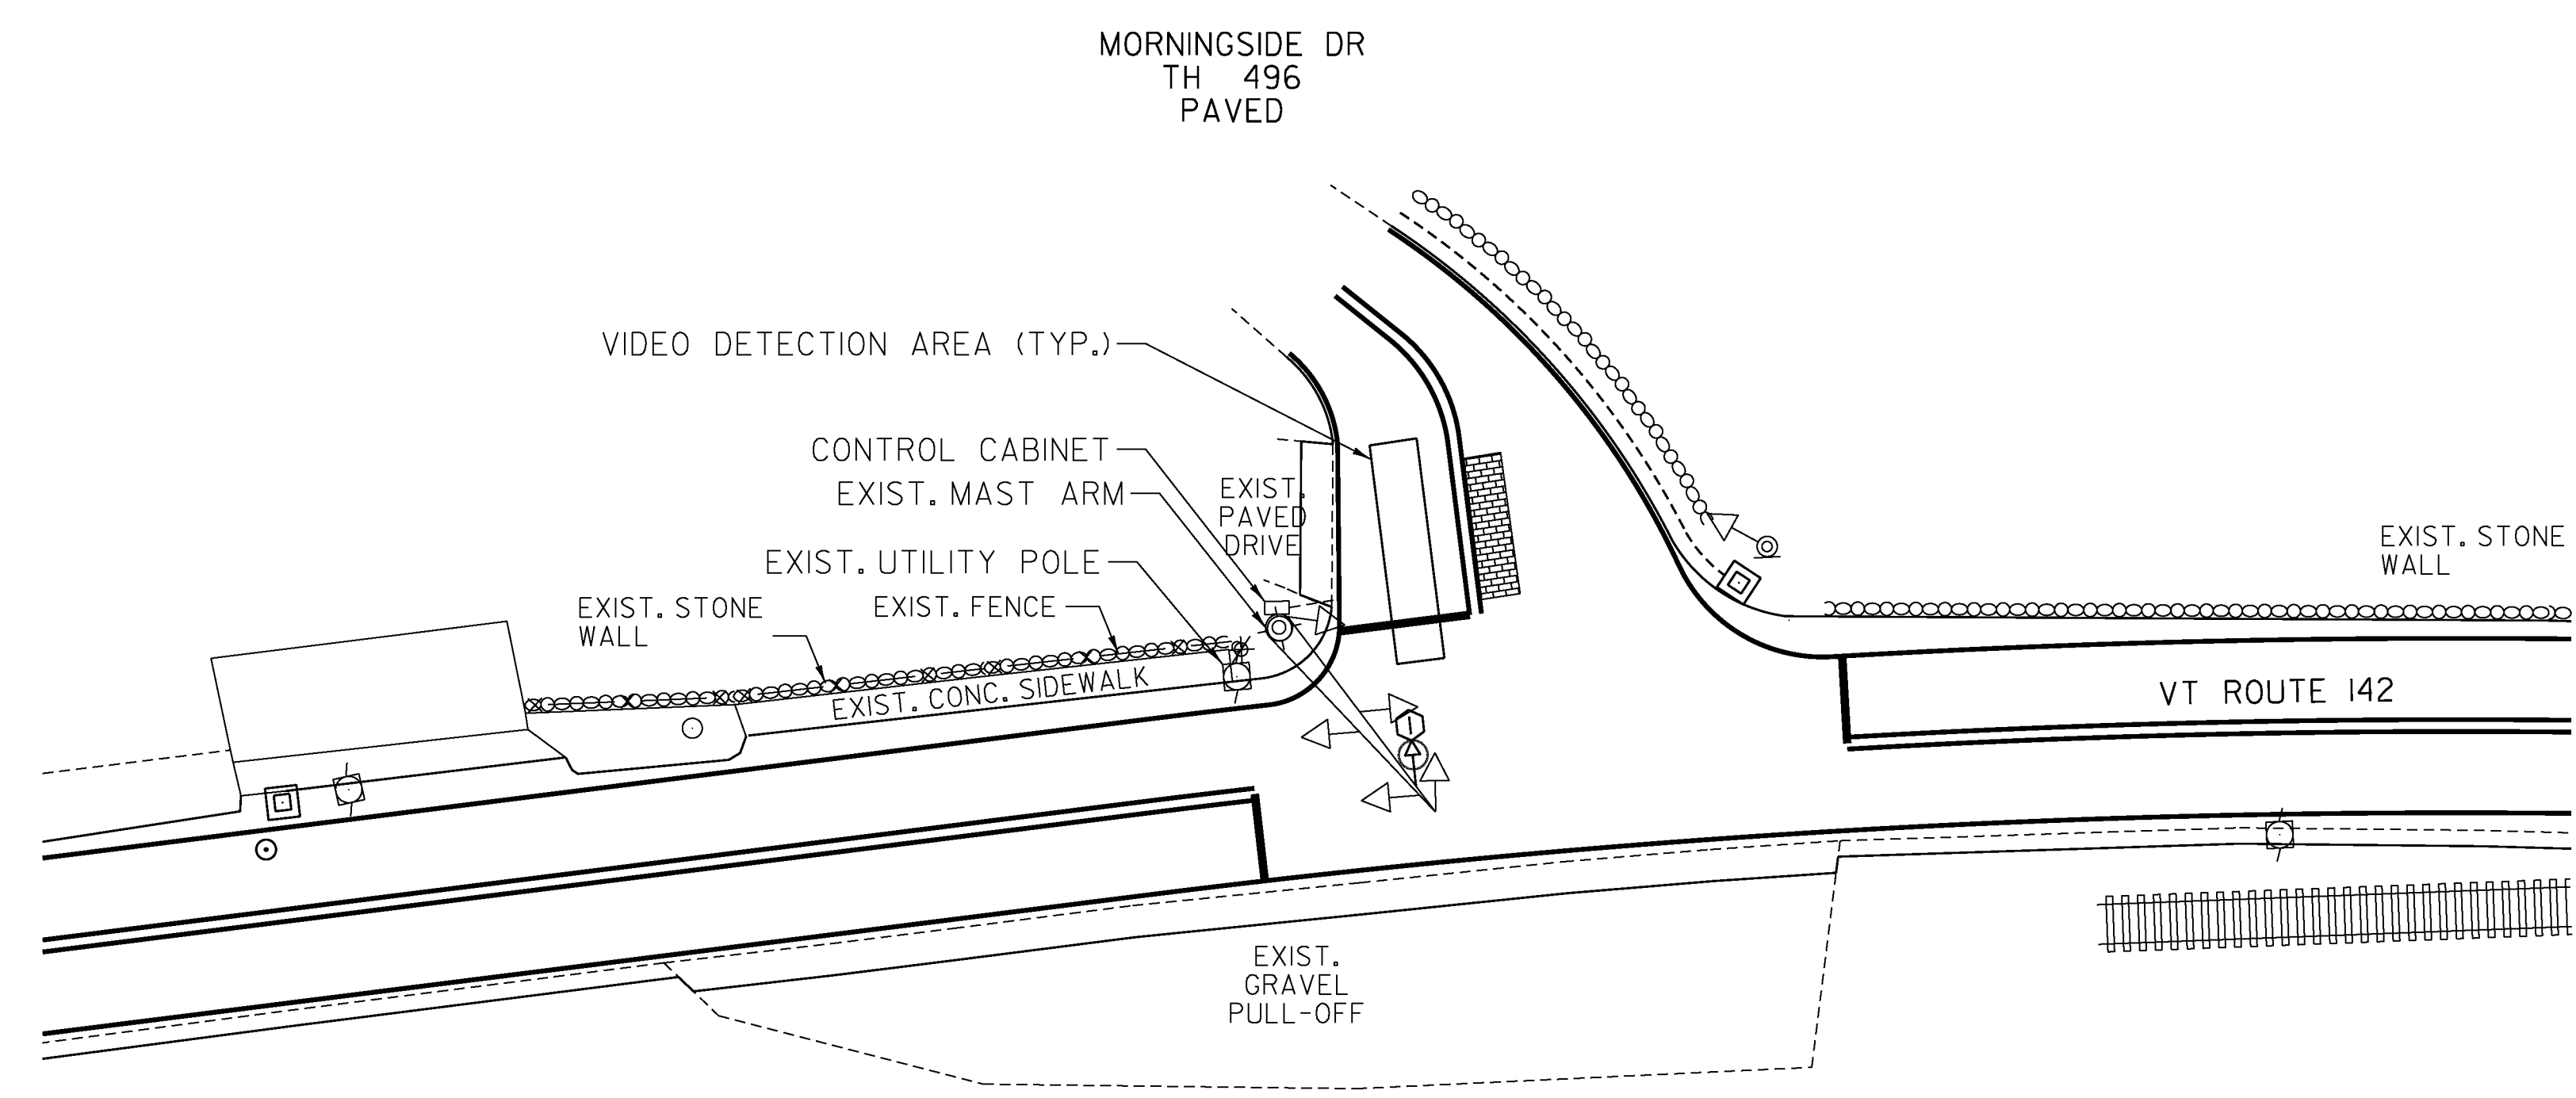 MORNINGSIDE DR
TH 496
PAVED
VIDEO DETECTION AREA (TYP.)
CONTROL CABINET
EXIST. MAST ARM
EXIST.
PAVED
DRIVE
EXIST. UTILITY POLE
EXIST. STONE
WALL
EXIST. FENCE
EXIST. CONC. SIDEWALK
EXIST. STONE
WALL
VT ROUTE 142
EXIST.
GRAVEL
PULL-OFF